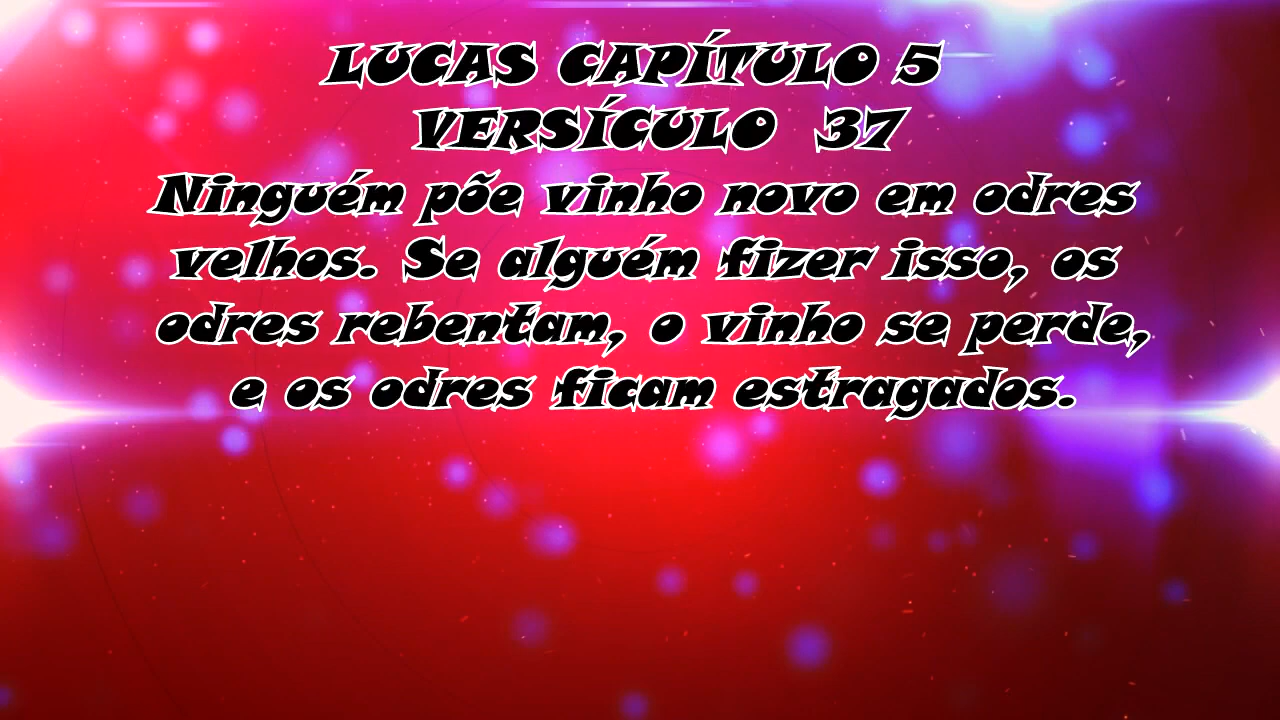 LUCAS CAPÍTULO 5
VERSÍCULO 37
Ninguém põe vinho novo em odres
velhos. Se alguém fizer isso, os
odres rebentam, o vinho se perde,
e os odres ficam estragados.